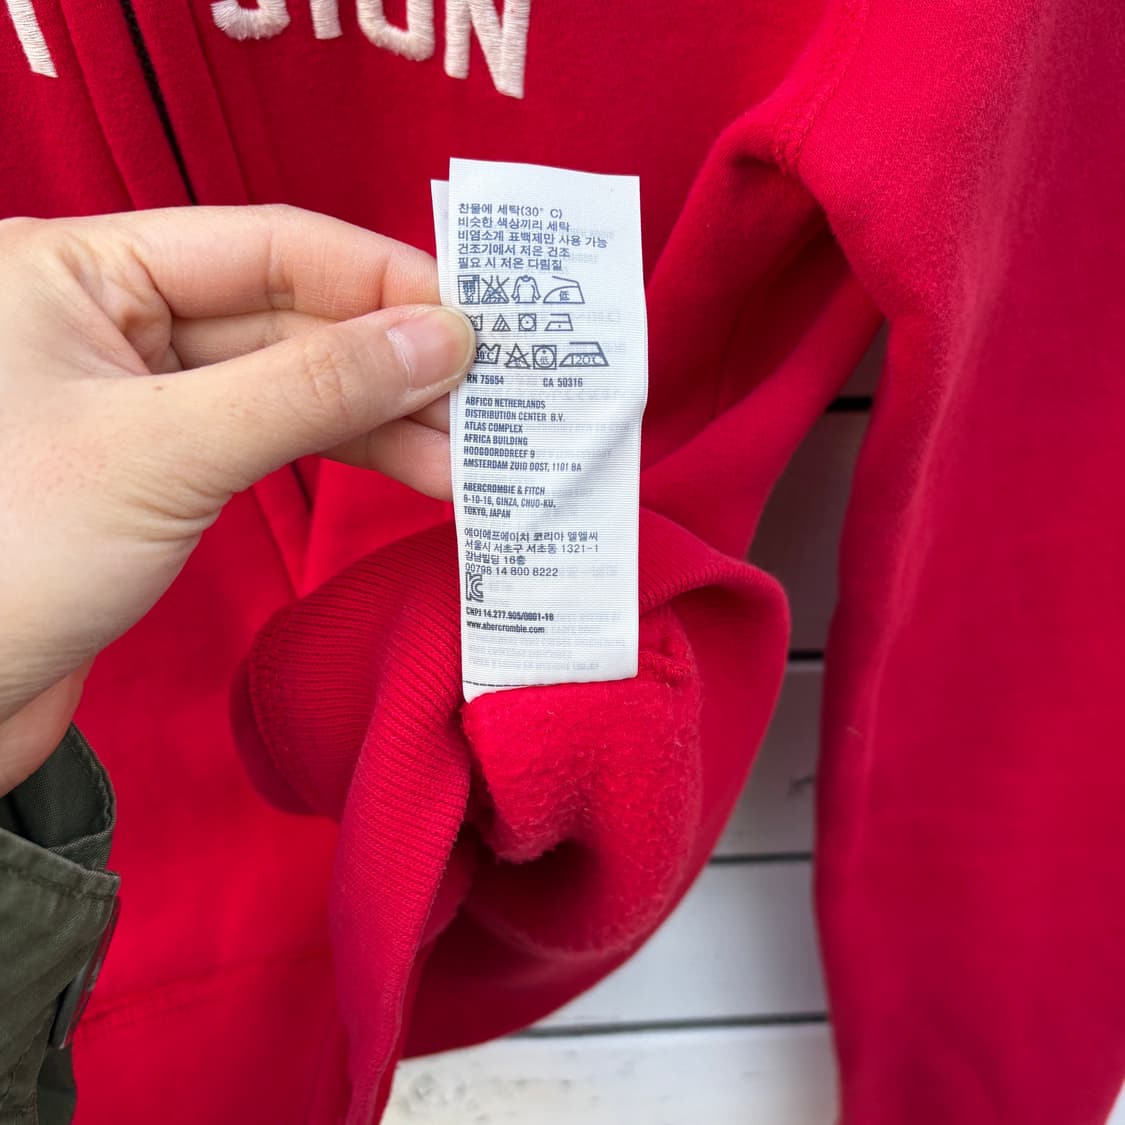 STON
찬물에 세탁(30° C)
비슷한 색상끼리 세탁
비염소계 표백제만 사용 가능
건조기에서 저온 건조
필요 시 저온 다림질
低
30°C 120C
RN 75654 CA 50316
ABFICO NETHERLANDS
DISTRIBUTION CENTER B.V.
ATLAS COMPLEX
AFRICA BUILDING
HOOGOORDDREEF 9
AMSTERDAM ZUID OOST, 1101 BA
ABERCROMBIE & FITCH
6-10-16, GINZA, CHUO-KU,
TOKYO, JAPAN
에이에프에이치 코리아 엘엘씨
서울시 서초구 서초동 1321-1
강남빌딩 16층
00798 14 800 8222
CNPJ 14.277.905/0001-18
www.abercrombie.com